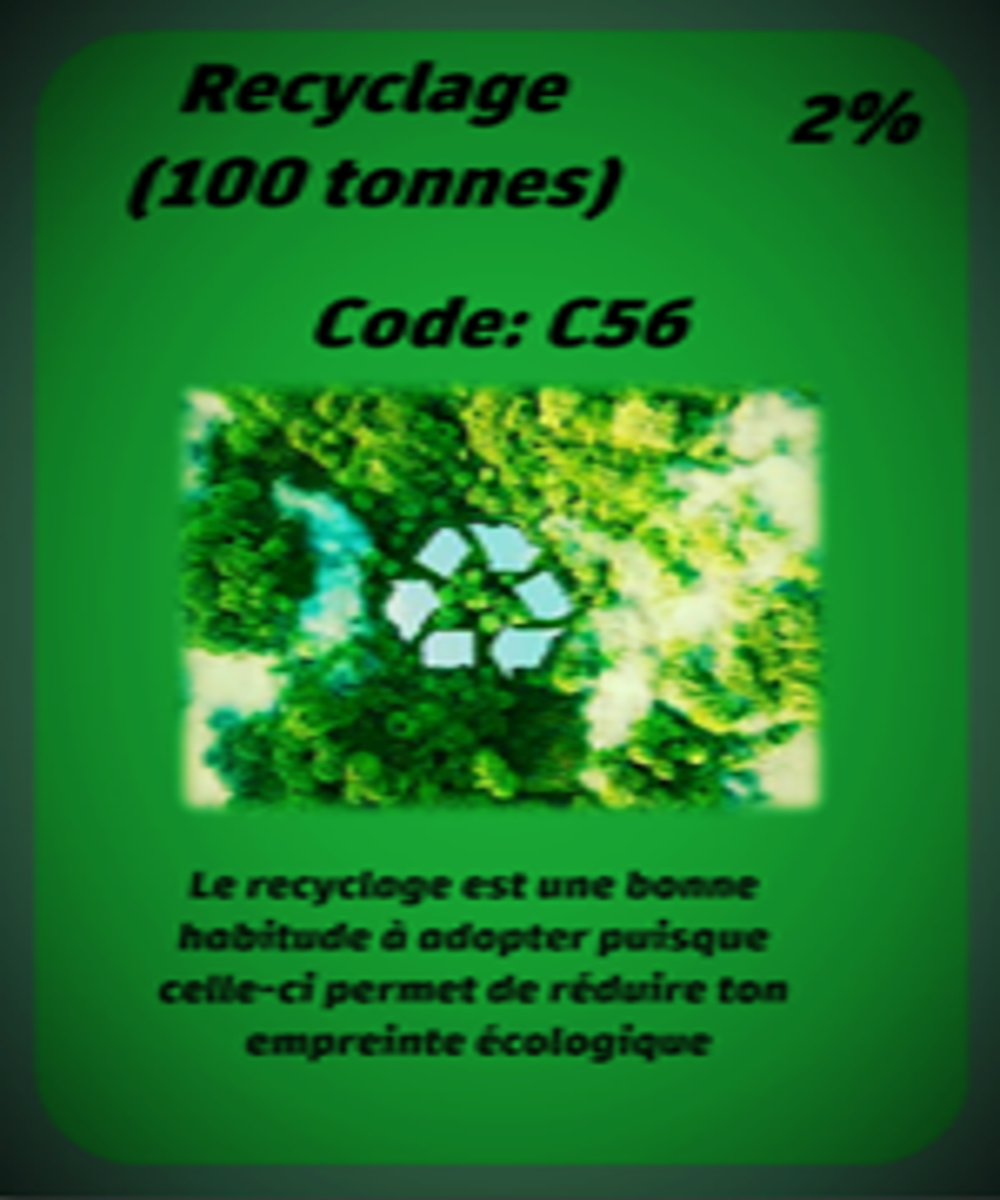 Recyclage
2%
(100 tonnes)
Code: C56
Le recyclage est une bonne
habitude à adopter puisque
celle-ci permet de réduire ton
empreinte écologique